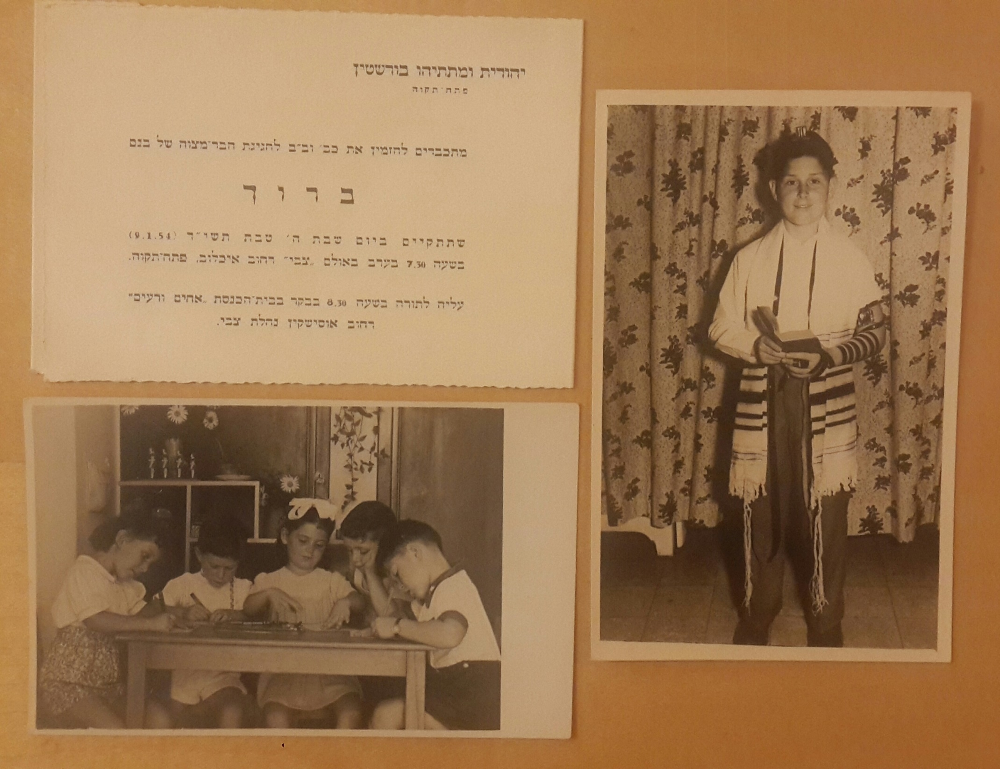 יהודית ומתתיהו בורשטין
פתח־תקוה
מתכבדים להזמין את כב׳ וב״ב לחגיגת הבר־מצוה של בנם
ברוך
שתתקיים ביום שבת ה׳ טבת תשי״ד (9.1.54)
בשעה 7.30 בערב באולם „צבי״ רחוב איכלוב, פתח־תקוה.
עליה לתורה בשעה 8.30 בבקר בבית־הכנסת „אחים ורעים״
רחוב אוסישקין נחלת צבי.